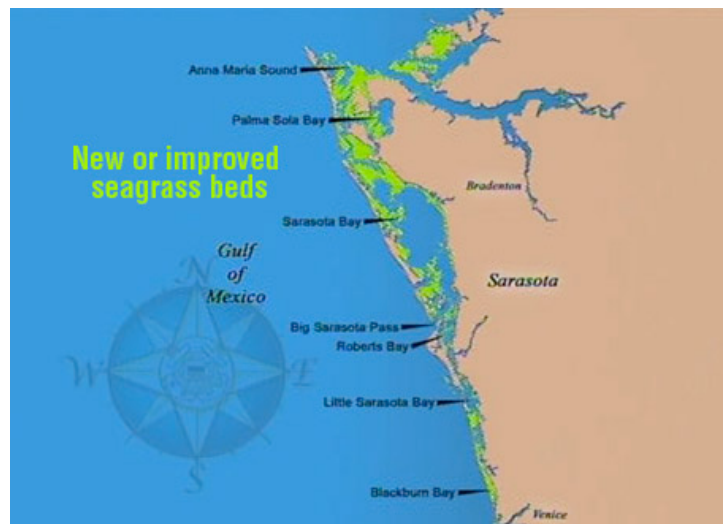 Anna Maria Sound
Palma Sola Bay
New or improved
seagrass beds
Bradenton
Sarasota Bay
Gulf
of
Mexico
Sarasota
N
W
E
S
Big Sarasota Pass
Roberts Bay
Little Sarasota Bay
Blackburn Bay
Venice